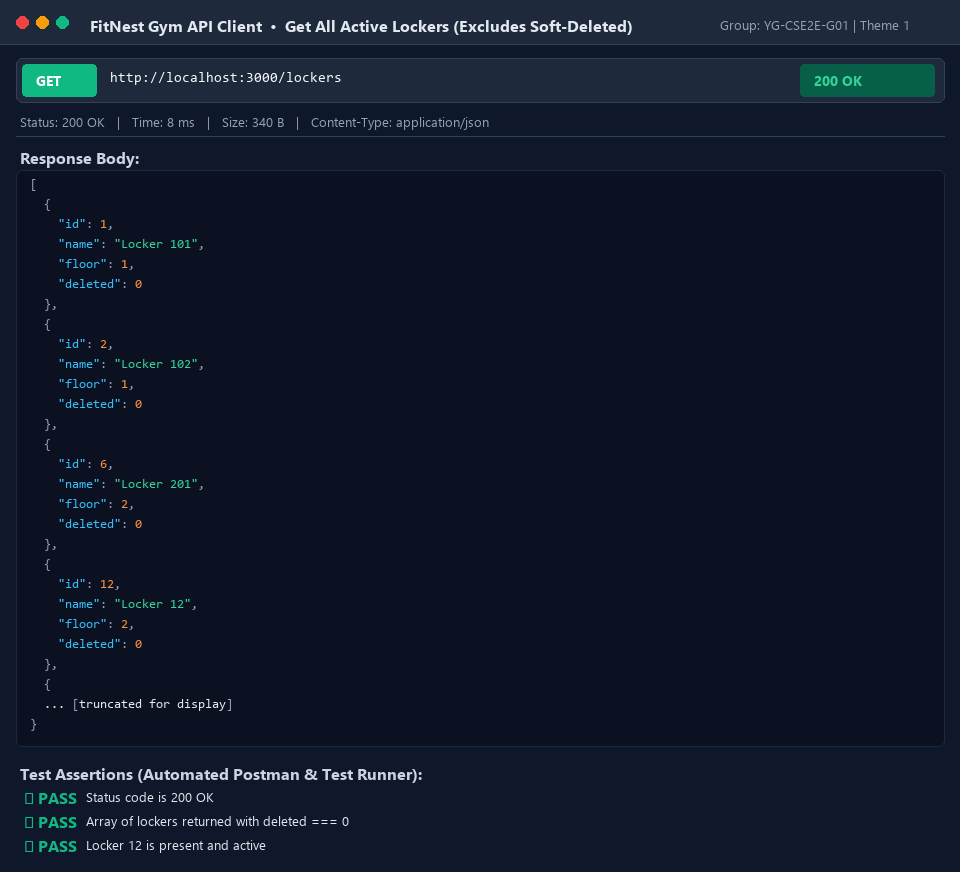 FitNest Gym API Client • Get All Active Lockers (Excludes Soft-Deleted)
Group: YG-CSE2E-G01 | Theme 1
GET http://localhost:3000/lockers 200 OK
Status: 200 OK | Time: 8 ms | Size: 340 B | Content-Type: application/json
Response Body:
[
  {
    "id": 1,
    "name": "Locker 101",
    "floor": 1,
    "deleted": 0
  },
  {
    "id": 2,
    "name": "Locker 102",
    "floor": 1,
    "deleted": 0
  },
  {
    "id": 6,
    "name": "Locker 201",
    "floor": 2,
    "deleted": 0
  },
  {
    "id": 12,
    "name": "Locker 12",
    "floor": 2,
    "deleted": 0
  },
  {
  ... [truncated for display]
}
Test Assertions (Automated Postman & Test Runner):
PASS Status code is 200 OK
PASS Array of lockers returned with deleted === 0
PASS Locker 12 is present and active